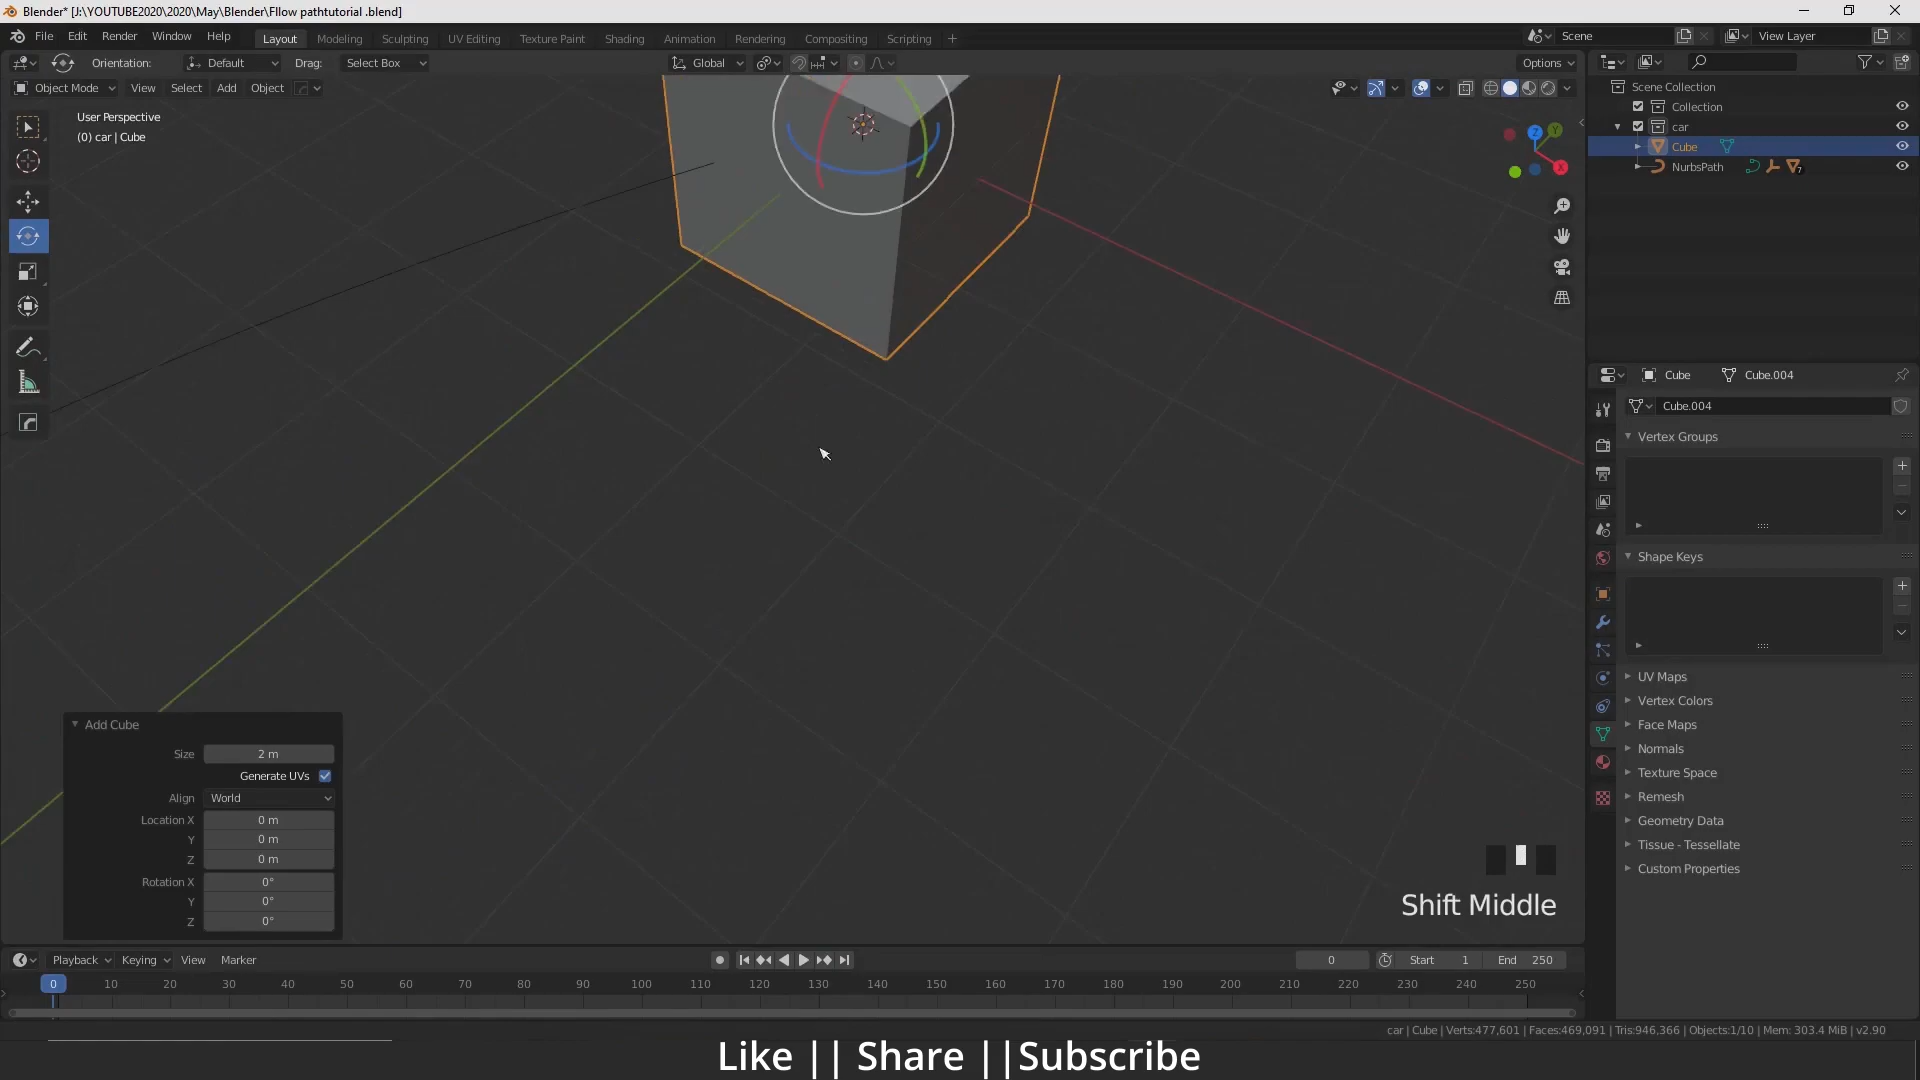 Blender* [J:\YOUTUBE2020\2020\May\Blender\Fllow pathtutorial .blend]
File Edit Render Window Help Layout Modeling Sculpting UV Editing Texture Paint Shading Animation Rendering Compositing Scripting Scene View Layer
Orientation: Default Drag: Select Box Global Options
Object Mode View Select Add Object
User Perspective
(0) car | Cube
Scene Collection
Collection
car
Cube
NurbsPath 7
Z Y X
Cube Cube.004
Cube.004
Vertex Groups
Shape Keys
UV Maps
Vertex Colors
Face Maps
Normals
Texture Space
Remesh
Geometry Data
Tissue - Tessellate
Custom Properties
Add Cube
Size 2 m
Generate UVs
Align World
Location X 0 m
Y 0 m
Z 0 m
Rotation X 0°
Y 0°
Z 0°
Shift Middle
Playback Keying View Marker 0 Start 1 End 250
0 10 20 30 40 50 60 70 80 90 100 110 120 130 140 150 160 170 180 190 200 210 220 230 240 250
car | Cube | Verts:477,601 | Faces:469,091 | Tris:946,366 | Objects:1/10 | Mem: 303.4 MiB | v2.90
Like || Share ||Subscribe